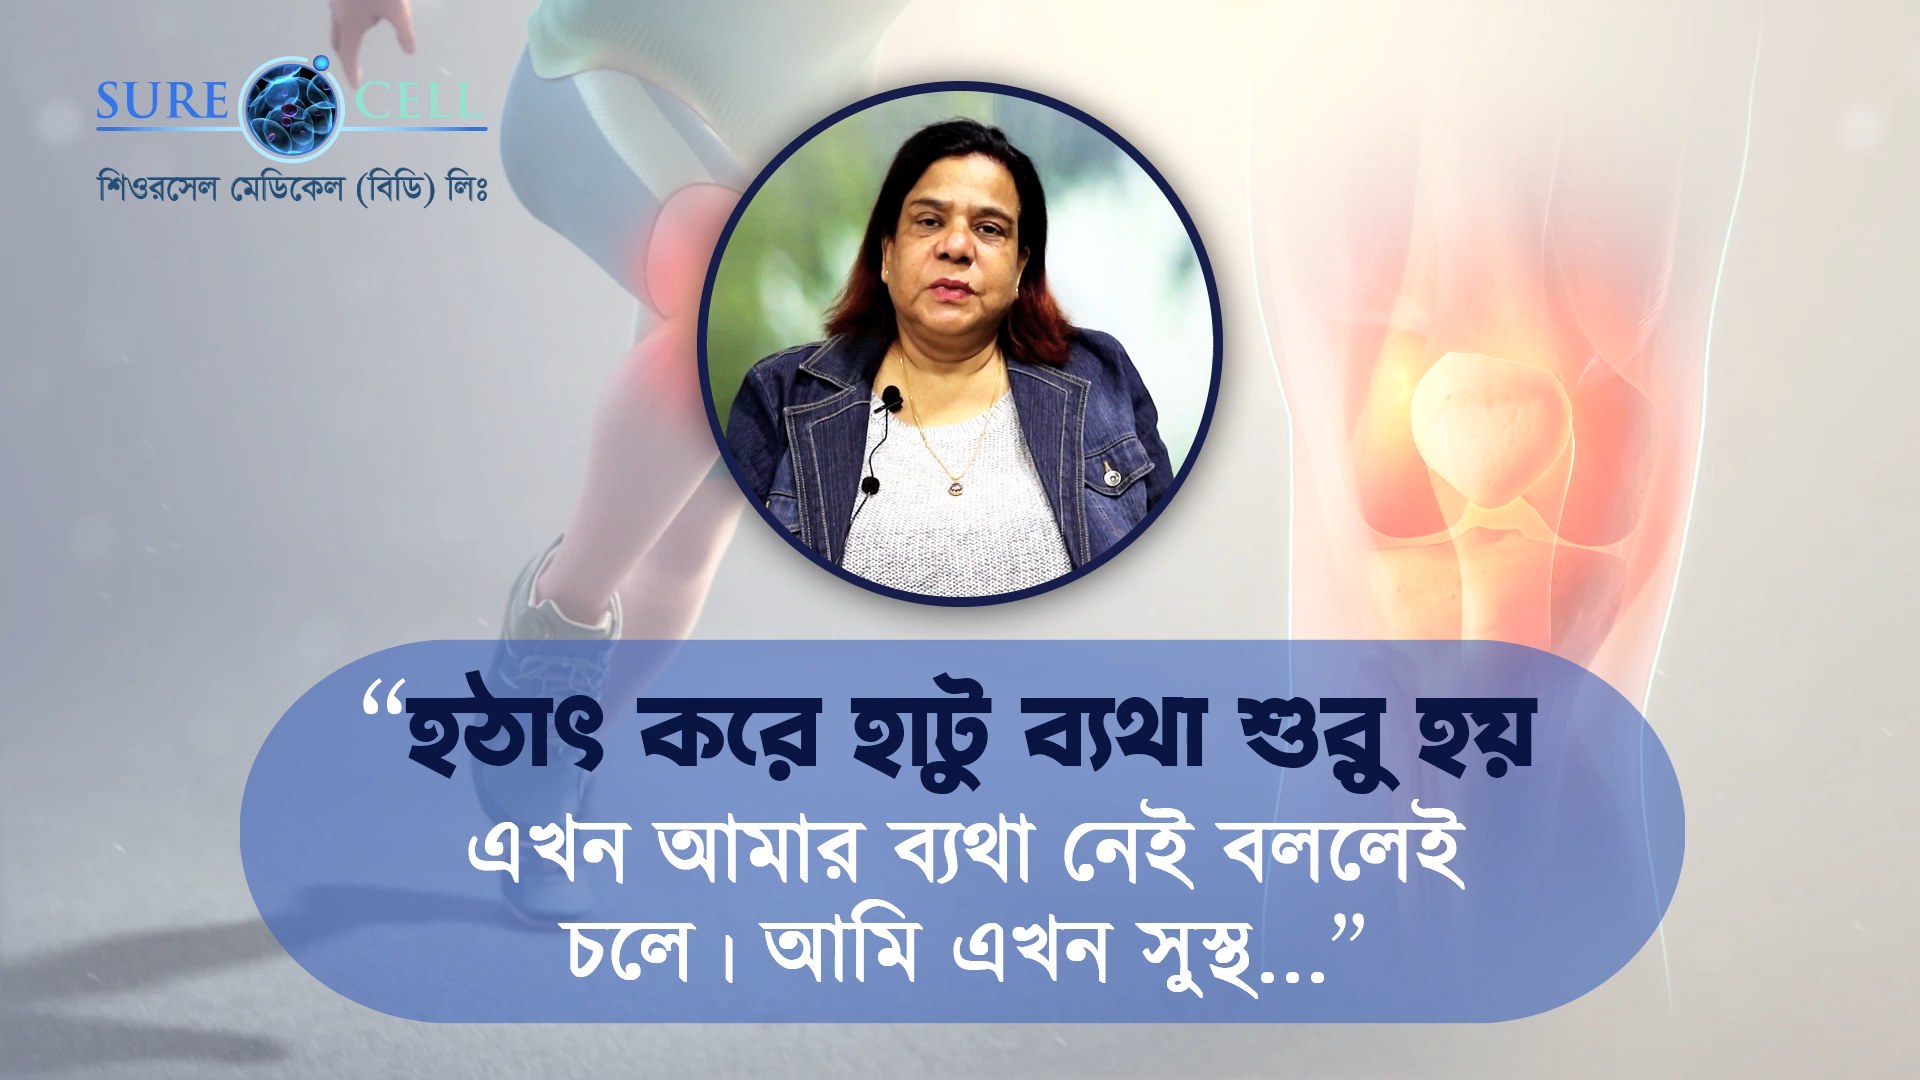 SURE CELL
শিওরসেল মেডিকেল (বিডি) লিঃ
“হঠাৎ করে হাটু ব্যথা শুরু হয়
এখন আমার ব্যথা নেই বললেই
চলে। আমি এখন সুস্থ...”